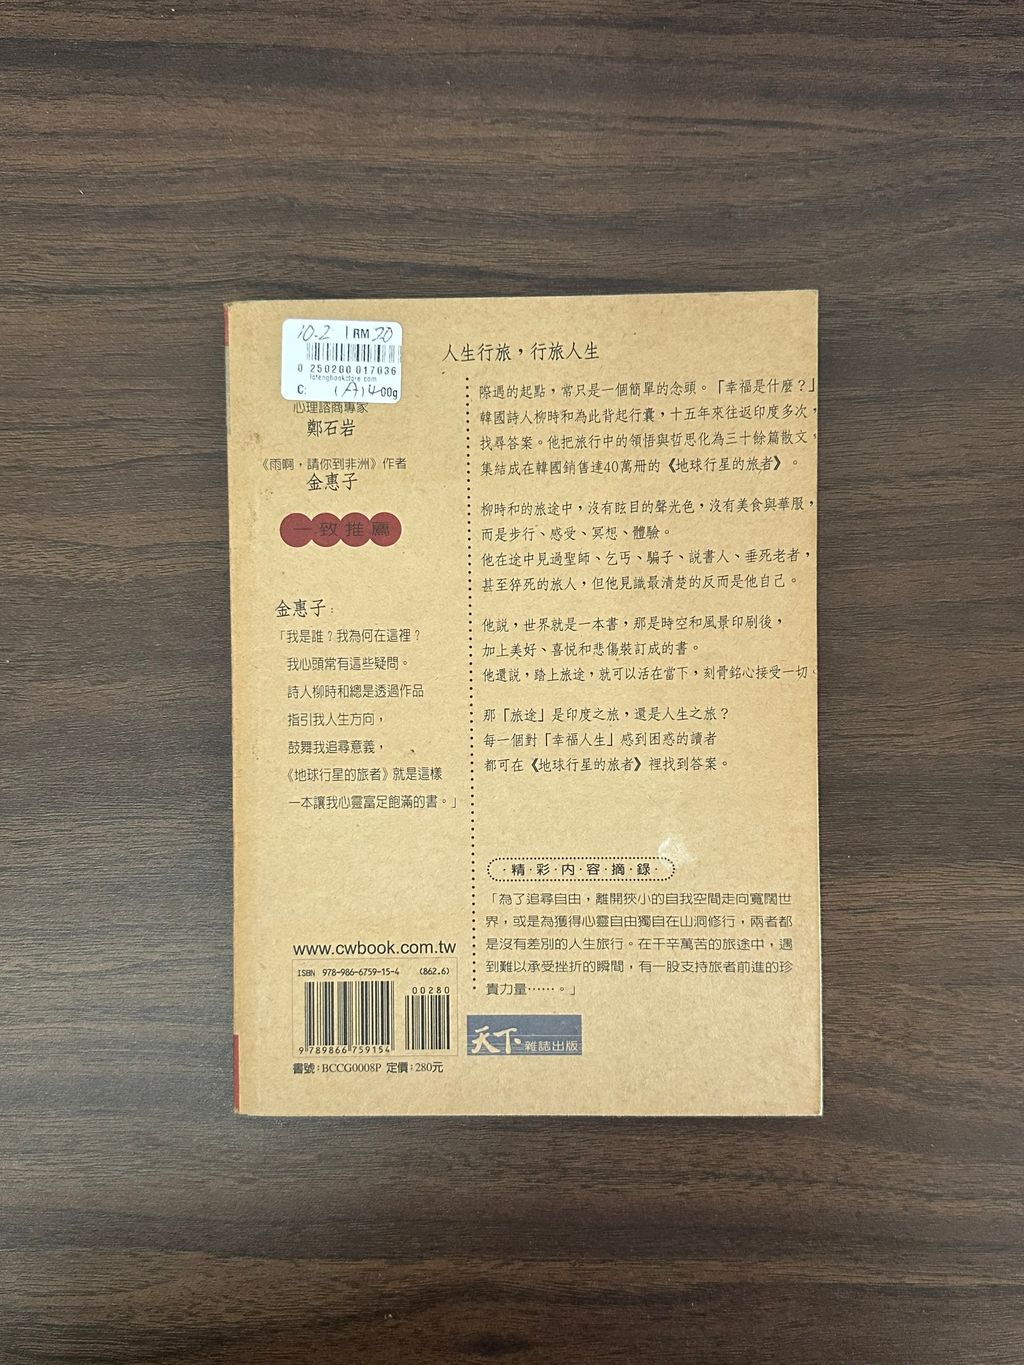 10.2 1 RM 20
0 250200 017036
latengbookstore.com
C: (A)4.00g
心理諮商專家
鄭石岩
《雨啊，請你到非洲》作者
金惠子
一致推薦
金惠子：
「我是誰？我為何在這裡？
我心頭常有這些疑問。
詩人柳時和總是透過作品
指引我人生方向，
鼓舞我追尋意義，
《地球行星的旅者》就是這樣
一本讓我心靈富足飽滿的書。」
人生行旅，行旅人生
際遇的起點，常只是一個簡單的念頭。「幸福是什麼？」
韓國詩人柳時和為此背起行囊，十五年來往返印度多次，
找尋答案。他把旅行中的領悟與哲思化為三十餘篇散文，
集結成在韓國銷售達40萬冊的《地球行星的旅者》。
柳時和的旅途中，沒有眩目的聲光色，沒有美食與華服，
而是步行、感受、冥想、體驗。
他在途中見過聖師、乞丐、騙子、説書人、垂死老者，
甚至猝死的旅人，但他見識最清楚的反而是他自己。
他説，世界就是一本書，那是時空和風景印刷後，
加上美好、喜悅和悲傷裝訂成的書。
他還説，踏上旅途，就可以活在當下，刻骨銘心接受一切。
那「旅途」是印度之旅，還是人生之旅？
每一個對「幸福人生」感到困惑的讀者
都可在《地球行星的旅者》裡找到答案。
·精·彩·内·容·摘·錄·
「為了追尋自由，離開狹小的自我空間走向寬闊世
界，或是為獲得心靈自由獨自在山洞修行，兩者都
是沒有差別的人生旅行。在千辛萬苦的旅途中，遇
到難以承受挫折的瞬間，有一股支持旅者前進的珍
貴力量……。」
www.cwbook.com.tw
ISBN 978-986-6759-15-4 (862.6)
00280
9 789866 759154
書號：BCCG0008P 定價：280元
天下雜誌出版